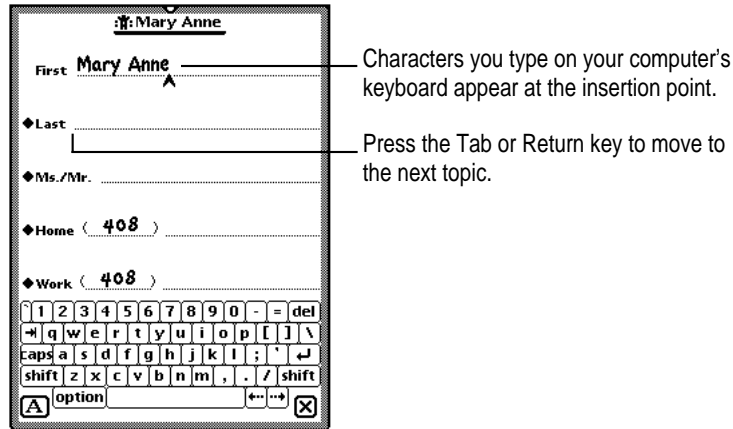 Mary Anne
First Mary Anne
Characters you type on your computer's
keyboard appear at the insertion point.
Last
Press the Tab or Return key to move to
the next topic.
Ms./Mr.
Home ( 408 )
Work ( 408 )
` 1 2 3 4 5 6 7 8 9 0 - = del
q w e r t y u i o p [ ] \
caps a s d f g h j k l ; '
shift z x c v b n m , . / shift
A option